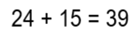 24 + 15 = 39